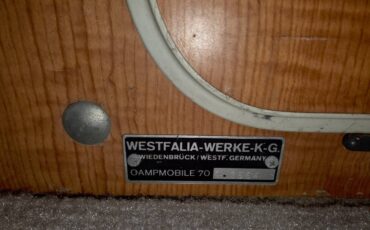 WESTFALIA-WERKE-K-G.
WIEDENBRÜCK/WESTF. GERMANY
CAMPMOBILE 70